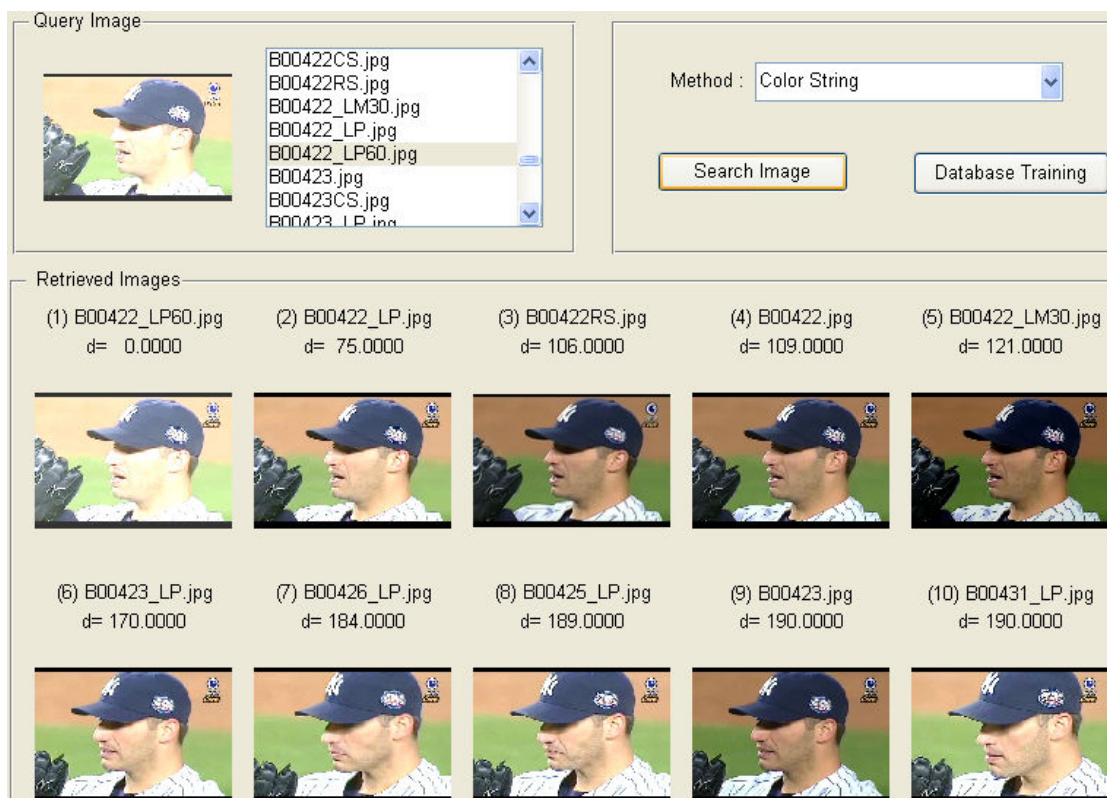 Query Image
B00422CS.jpg
B00422RS.jpg
B00422_LM30.jpg
B00422_LP.jpg
B00422_LP60.jpg
B00423.jpg
B00423CS.jpg
B00423_LP.jpg
Method : Color String
Search Image
Database Training
Retrieved Images
(1) B00422_LP60.jpg
d= 0.0000
(2) B00422_LP.jpg
d= 75.0000
(3) B00422RS.jpg
d= 106.0000
(4) B00422.jpg
d= 109.0000
(5) B00422_LM30.jpg
d= 121.0000
(6) B00423_LP.jpg
d= 170.0000
(7) B00426_LP.jpg
d= 184.0000
(8) B00425_LP.jpg
d= 189.0000
(9) B00423.jpg
d= 190.0000
(10) B00431_LP.jpg
d= 190.0000